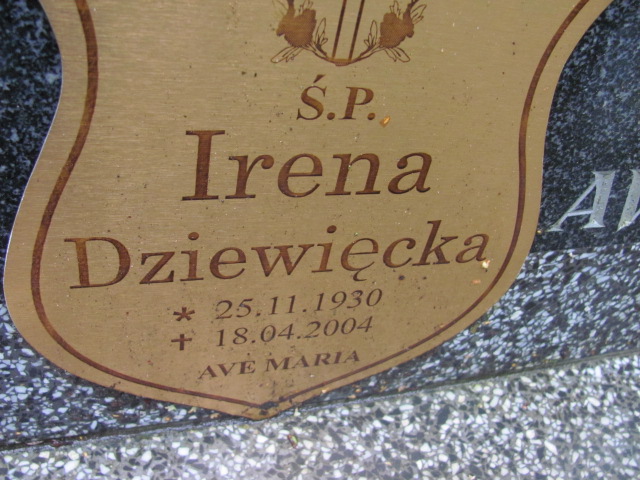 Ś.P.
Irena
Dziewięcka
* 25.11.1930
+ 18.04.2004
AVE MARIA